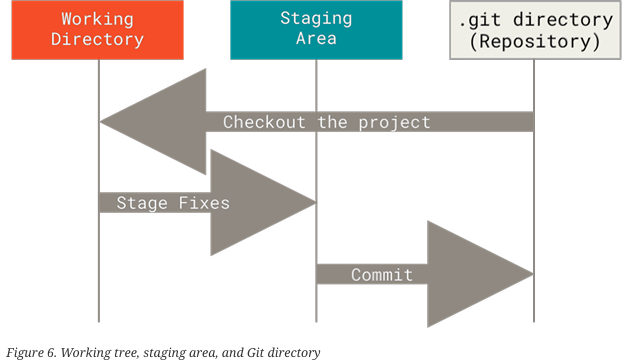 Working
Directory
Staging
Area
.git directory
(Repository)
Checkout the project
Stage Fixes
Commit
Figure 6. Working tree, staging area, and Git directory